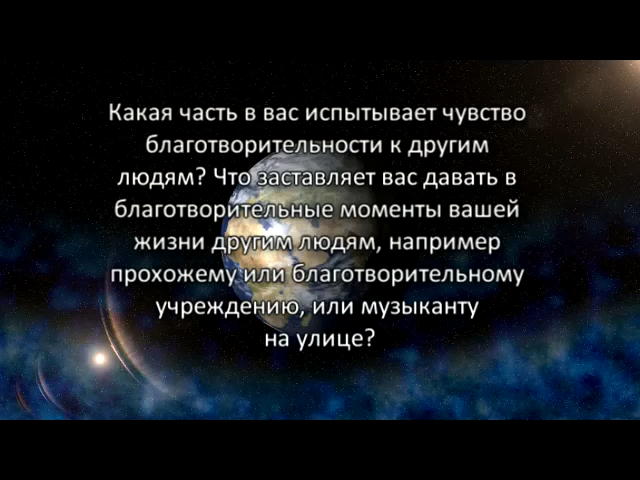 Какая часть в вас испытывает чувство
благотворительности к другим
людям? Что заставляет вас давать в
благотворительные моменты вашей
жизни другим людям, например
прохожему или благотворительному
учреждению, или музыканту
на улице?